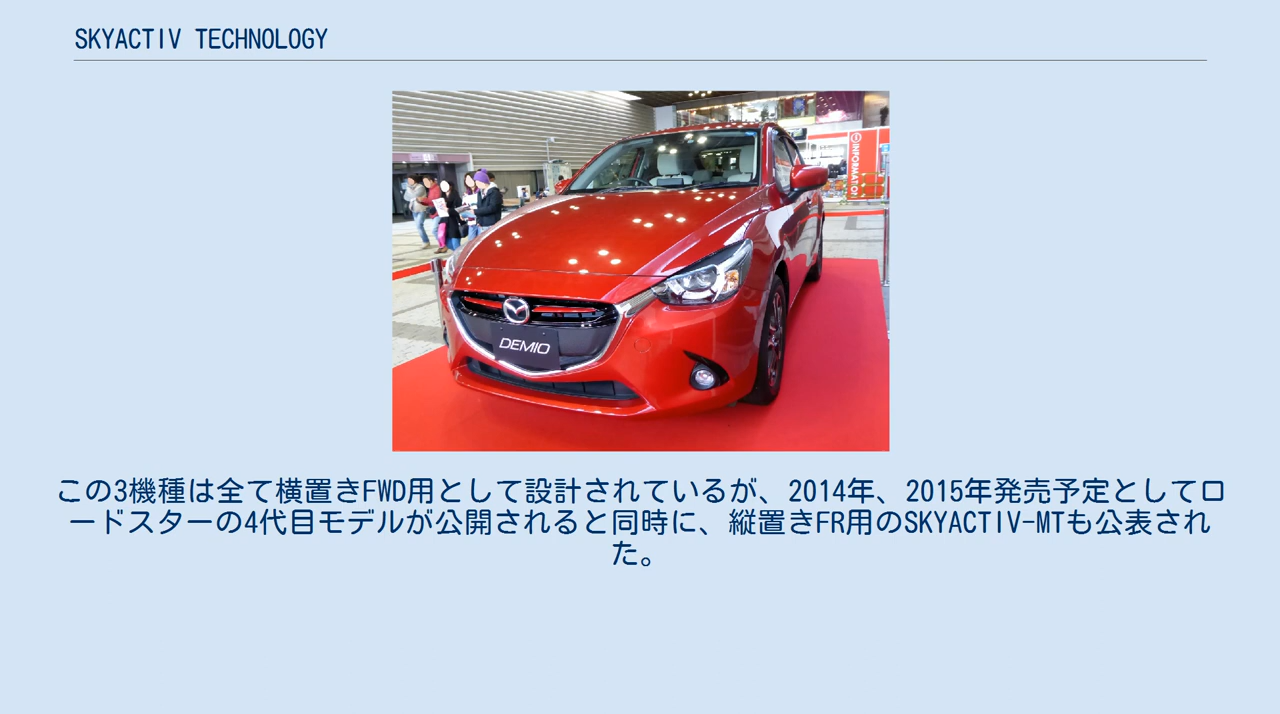 SKYACTIV TECHNOLOGY
INFORMATION
DEMIO
この3機種は全て横置きFWD用として設計されているが、2014年、2015年発売予定としてロ
ードスターの4代目モデルが公開されると同時に、縦置きFR用のSKYACTIV-MTも公表され
た。